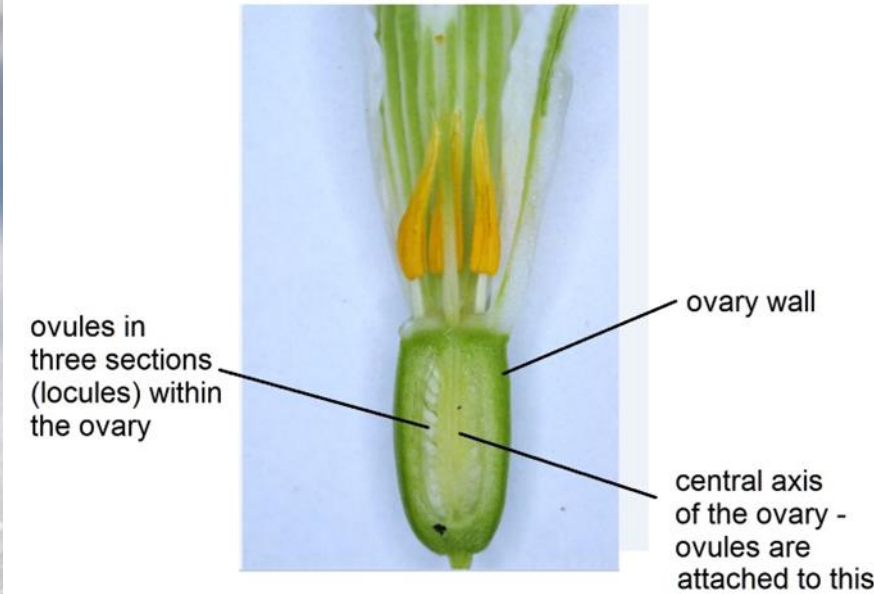 ovules in
three sections
(locules) within
the ovary
ovary wall
central axis
of the ovary -
ovules are
attached to this